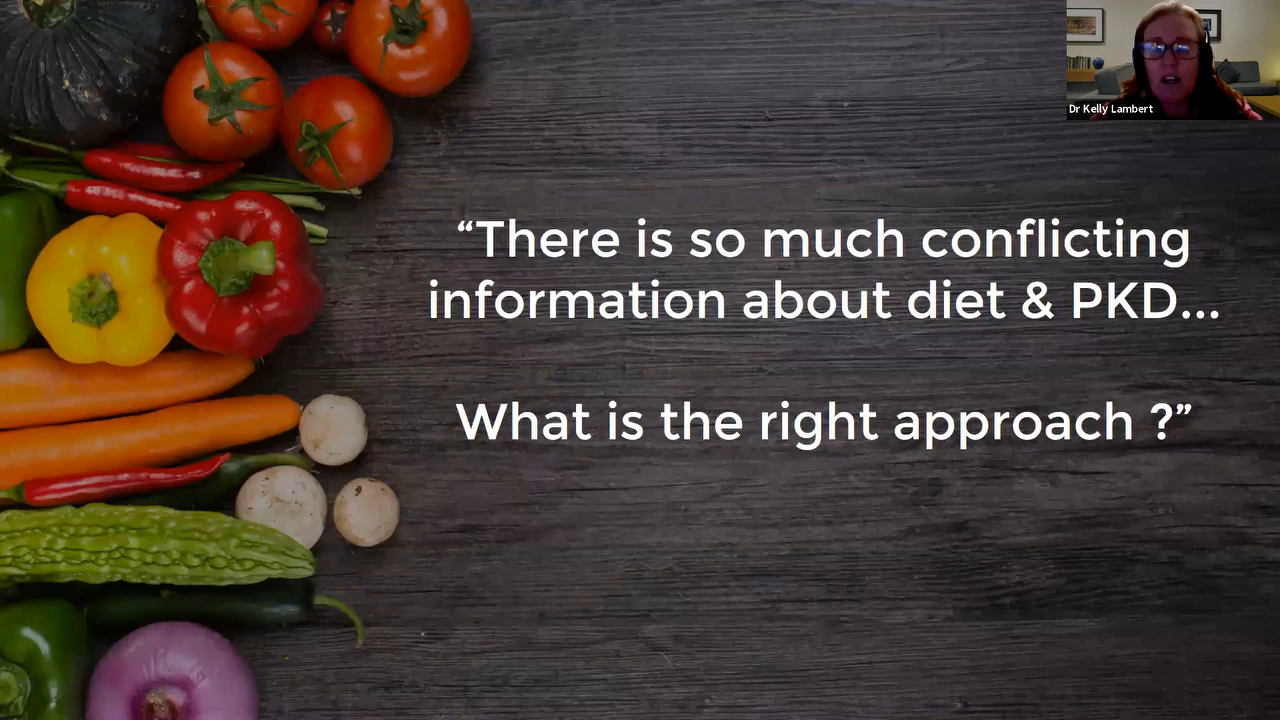 Dr Kelly Lambert
“There is so much conflicting
information about diet & PKD...
What is the right approach ?”